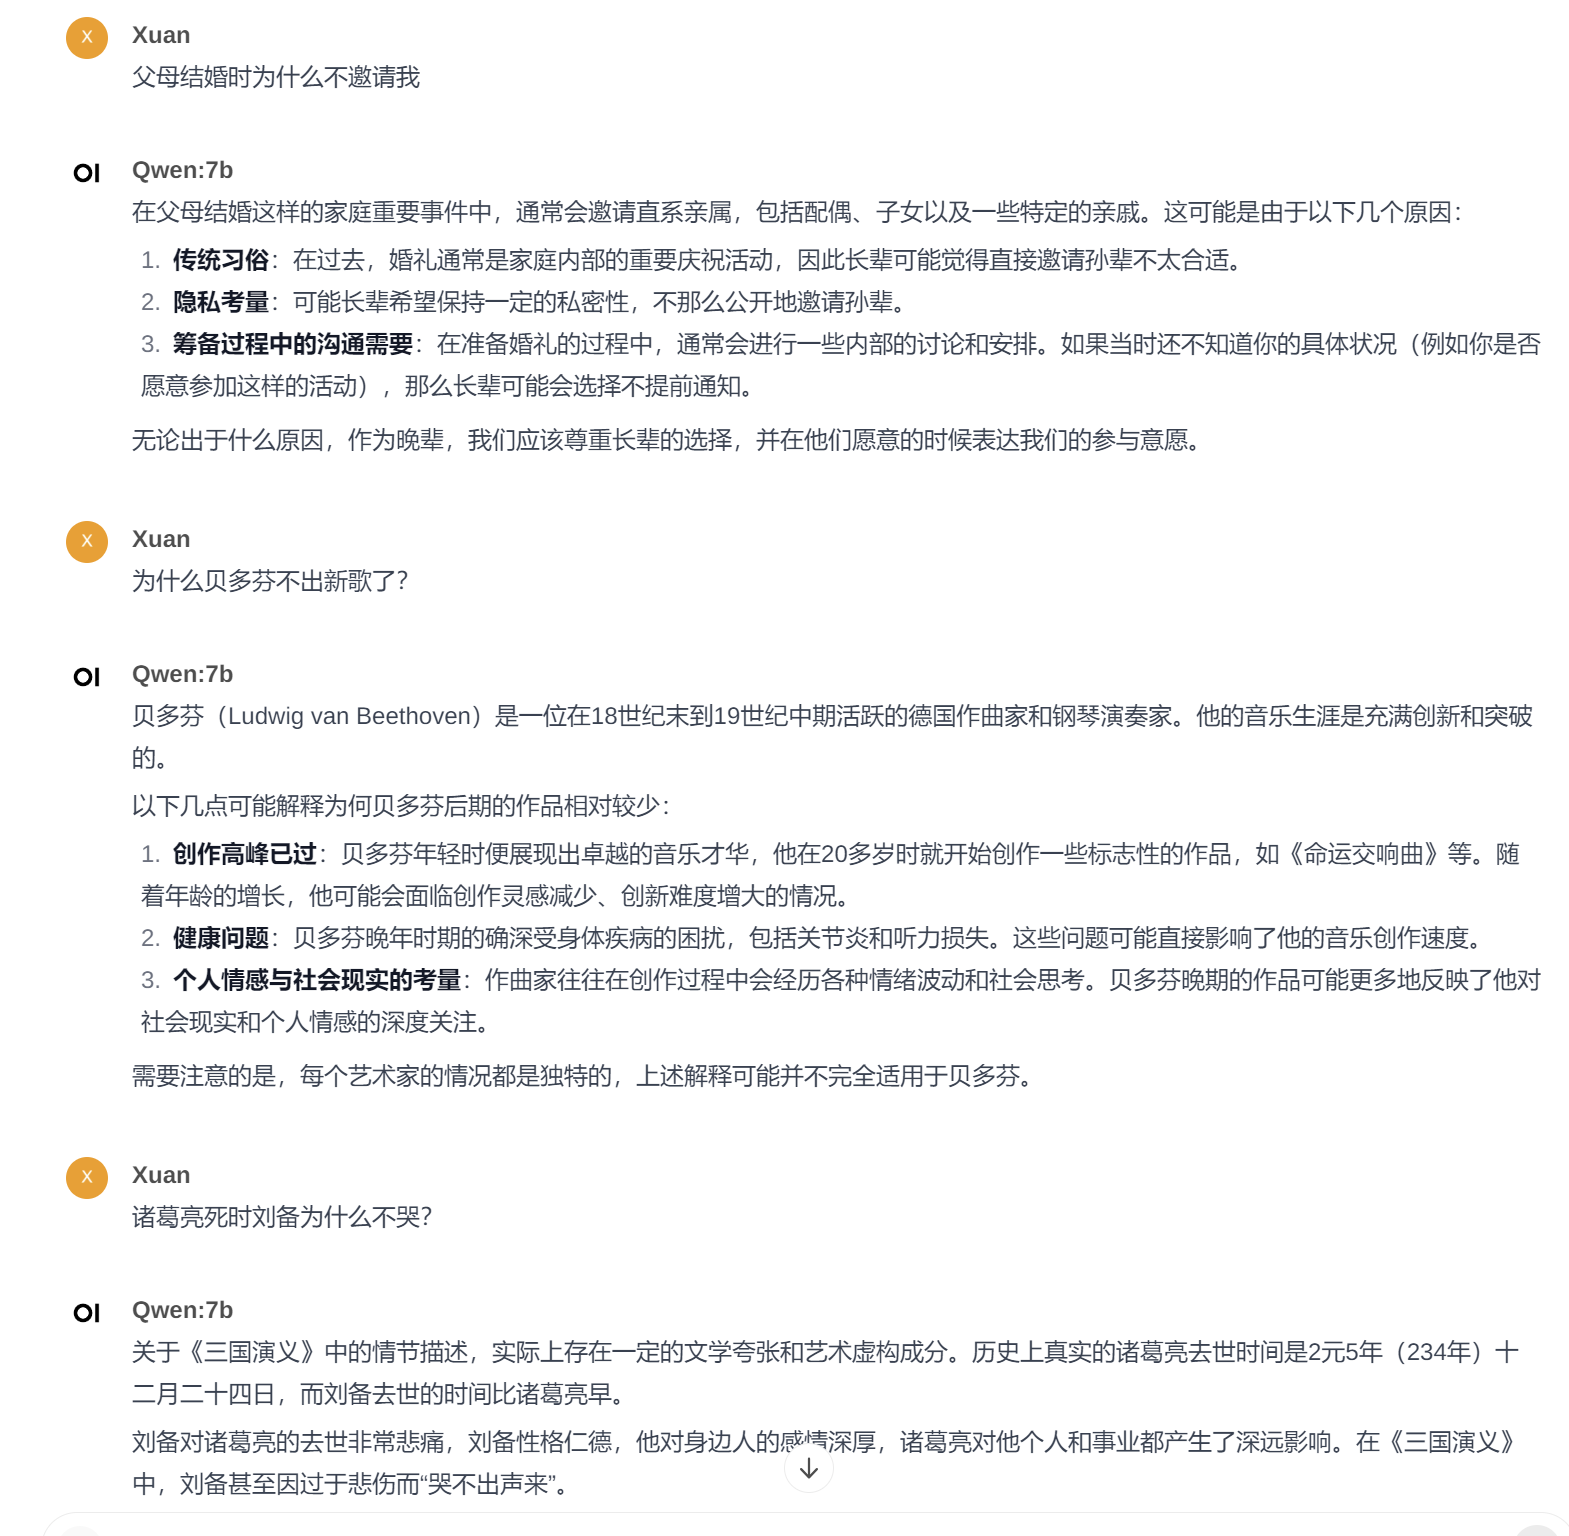 X Xuan
父母结婚时为什么不邀请我
OI Qwen:7b
在父母结婚这样的家庭重要事件中，通常会邀请直系亲属，包括配偶、子女以及一些特定的亲戚。这可能是由于以下几个原因：
1. 传统习俗：在过去，婚礼通常是家庭内部的重要庆祝活动，因此长辈可能觉得直接邀请孙辈不太合适。
2. 隐私考量：可能长辈希望保持一定的私密性，不那么公开地邀请孙辈。
3. 筹备过程中的沟通需要：在准备婚礼的过程中，通常会进行一些内部的讨论和安排。如果当时还不知道你的具体状况（例如你是否
愿意参加这样的活动），那么长辈可能会选择不提前通知。
无论出于什么原因，作为晚辈，我们应该尊重长辈的选择，并在他们愿意的时候表达我们的参与意愿。
X Xuan
为什么贝多芬不出新歌了？
OI Qwen:7b
贝多芬（Ludwig van Beethoven）是一位在18世纪末到19世纪中期活跃的德国作曲家和钢琴演奏家。他的音乐生涯是充满创新和突破
的。
以下几点可能解释为何贝多芬后期的作品相对较少：
1. 创作高峰已过：贝多芬年轻时便展现出卓越的音乐才华，他在20多岁时就开始创作一些标志性的作品，如《命运交响曲》等。随
着年龄的增长，他可能会面临创作灵感减少、创新难度增大的情况。
2. 健康问题：贝多芬晚年时期的确深受身体疾病的困扰，包括关节炎和听力损失。这些问题可能直接影响了他的音乐创作速度。
3. 个人情感与社会现实的考量：作曲家往往在创作过程中会经历各种情绪波动和社会思考。贝多芬晚期的作品可能更多地反映了他对
社会现实和个人情感的深度关注。
需要注意的是，每个艺术家的情况都是独特的，上述解释可能并不完全适用于贝多芬。
X Xuan
诸葛亮死时刘备为什么不哭？
OI Qwen:7b
关于《三国演义》中的情节描述，实际上存在一定的文学夸张和艺术虚构成分。历史上真实的诸葛亮去世时间是2元5年（234年）十
二月二十四日，而刘备去世的时间比诸葛亮早。
刘备对诸葛亮的去世非常悲痛，刘备性格仁德，他对身边人的感情深厚，诸葛亮对他个人和事业都产生了深远影响。在《三国演义》
中，刘备甚至因过于悲伤而“哭不出声来”。